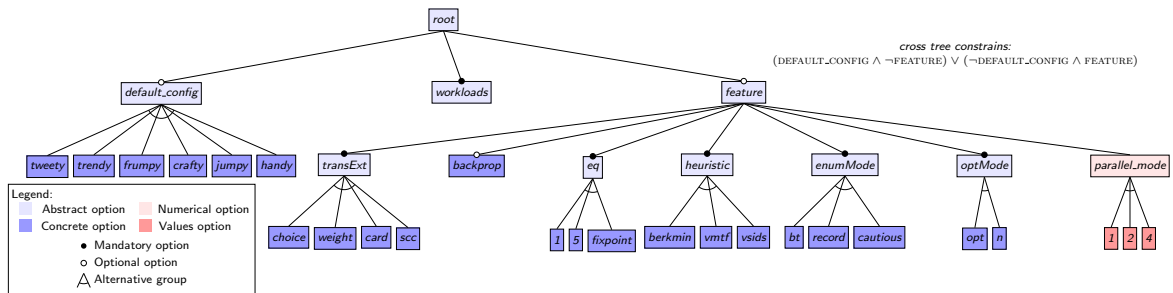 root
cross tree constrains:
(DEFAULT_CONFIG ∧ ¬FEATURE) ∨ (¬DEFAULT_CONFIG ∧ FEATURE)
default_config
workloads
feature
tweety trendy frumpy crafty jumpy handy
transExt backprop eq heuristic enumMode optMode parallel_mode
Legend:
Abstract option Numerical option
Concrete option Values option
Mandatory option
Optional option
Alternative group
choice weight card scc 1 5 fixpoint berkmin vmtf vsids bt record cautious opt n 1 2 4